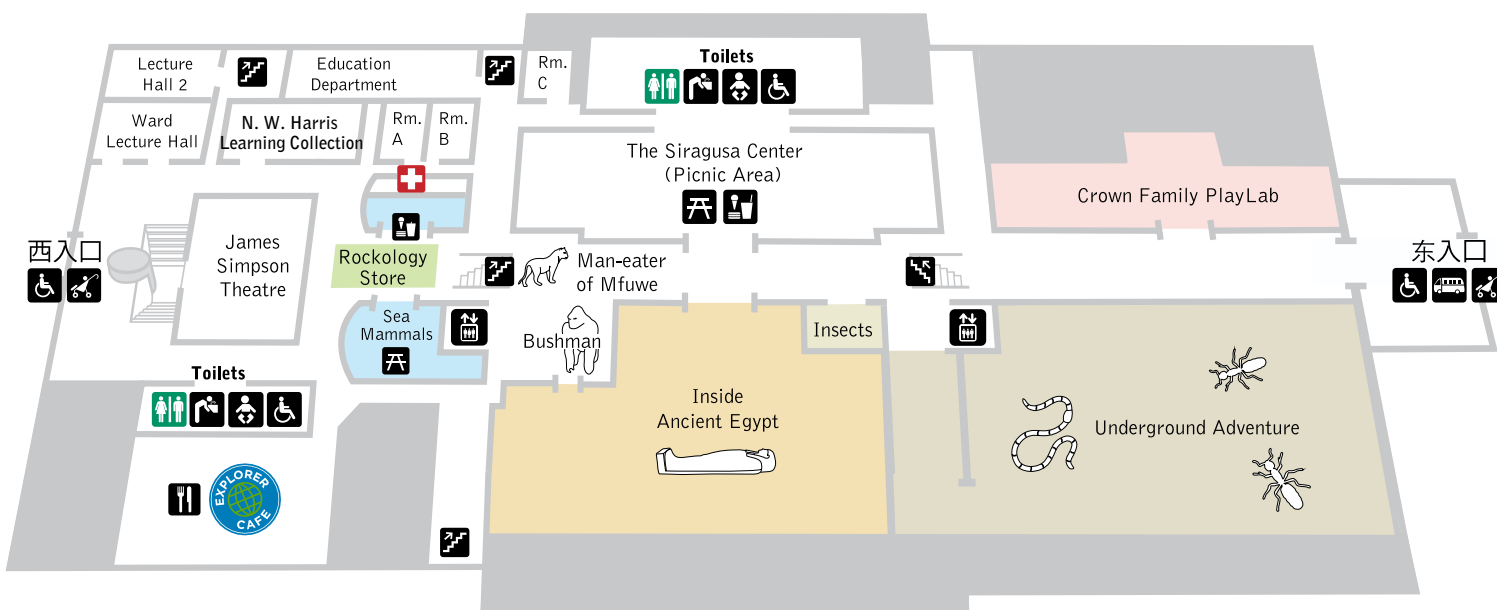 Lecture
Hall 2
Education
Department
Rm.
C
Toilets
Ward
Lecture Hall
N. W. Harris
Learning Collection
Rm.
A
Rm.
B
The Siragusa Center
(Picnic Area)
Crown Family PlayLab
西入口
James
Simpson
Theatre
Rockology
Store
Man-eater
of Mfuwe
东入口
Sea
Mammals
Bushman
Insects
Toilets
Inside
Ancient Egypt
Underground Adventure
EXPLORER
CAFE